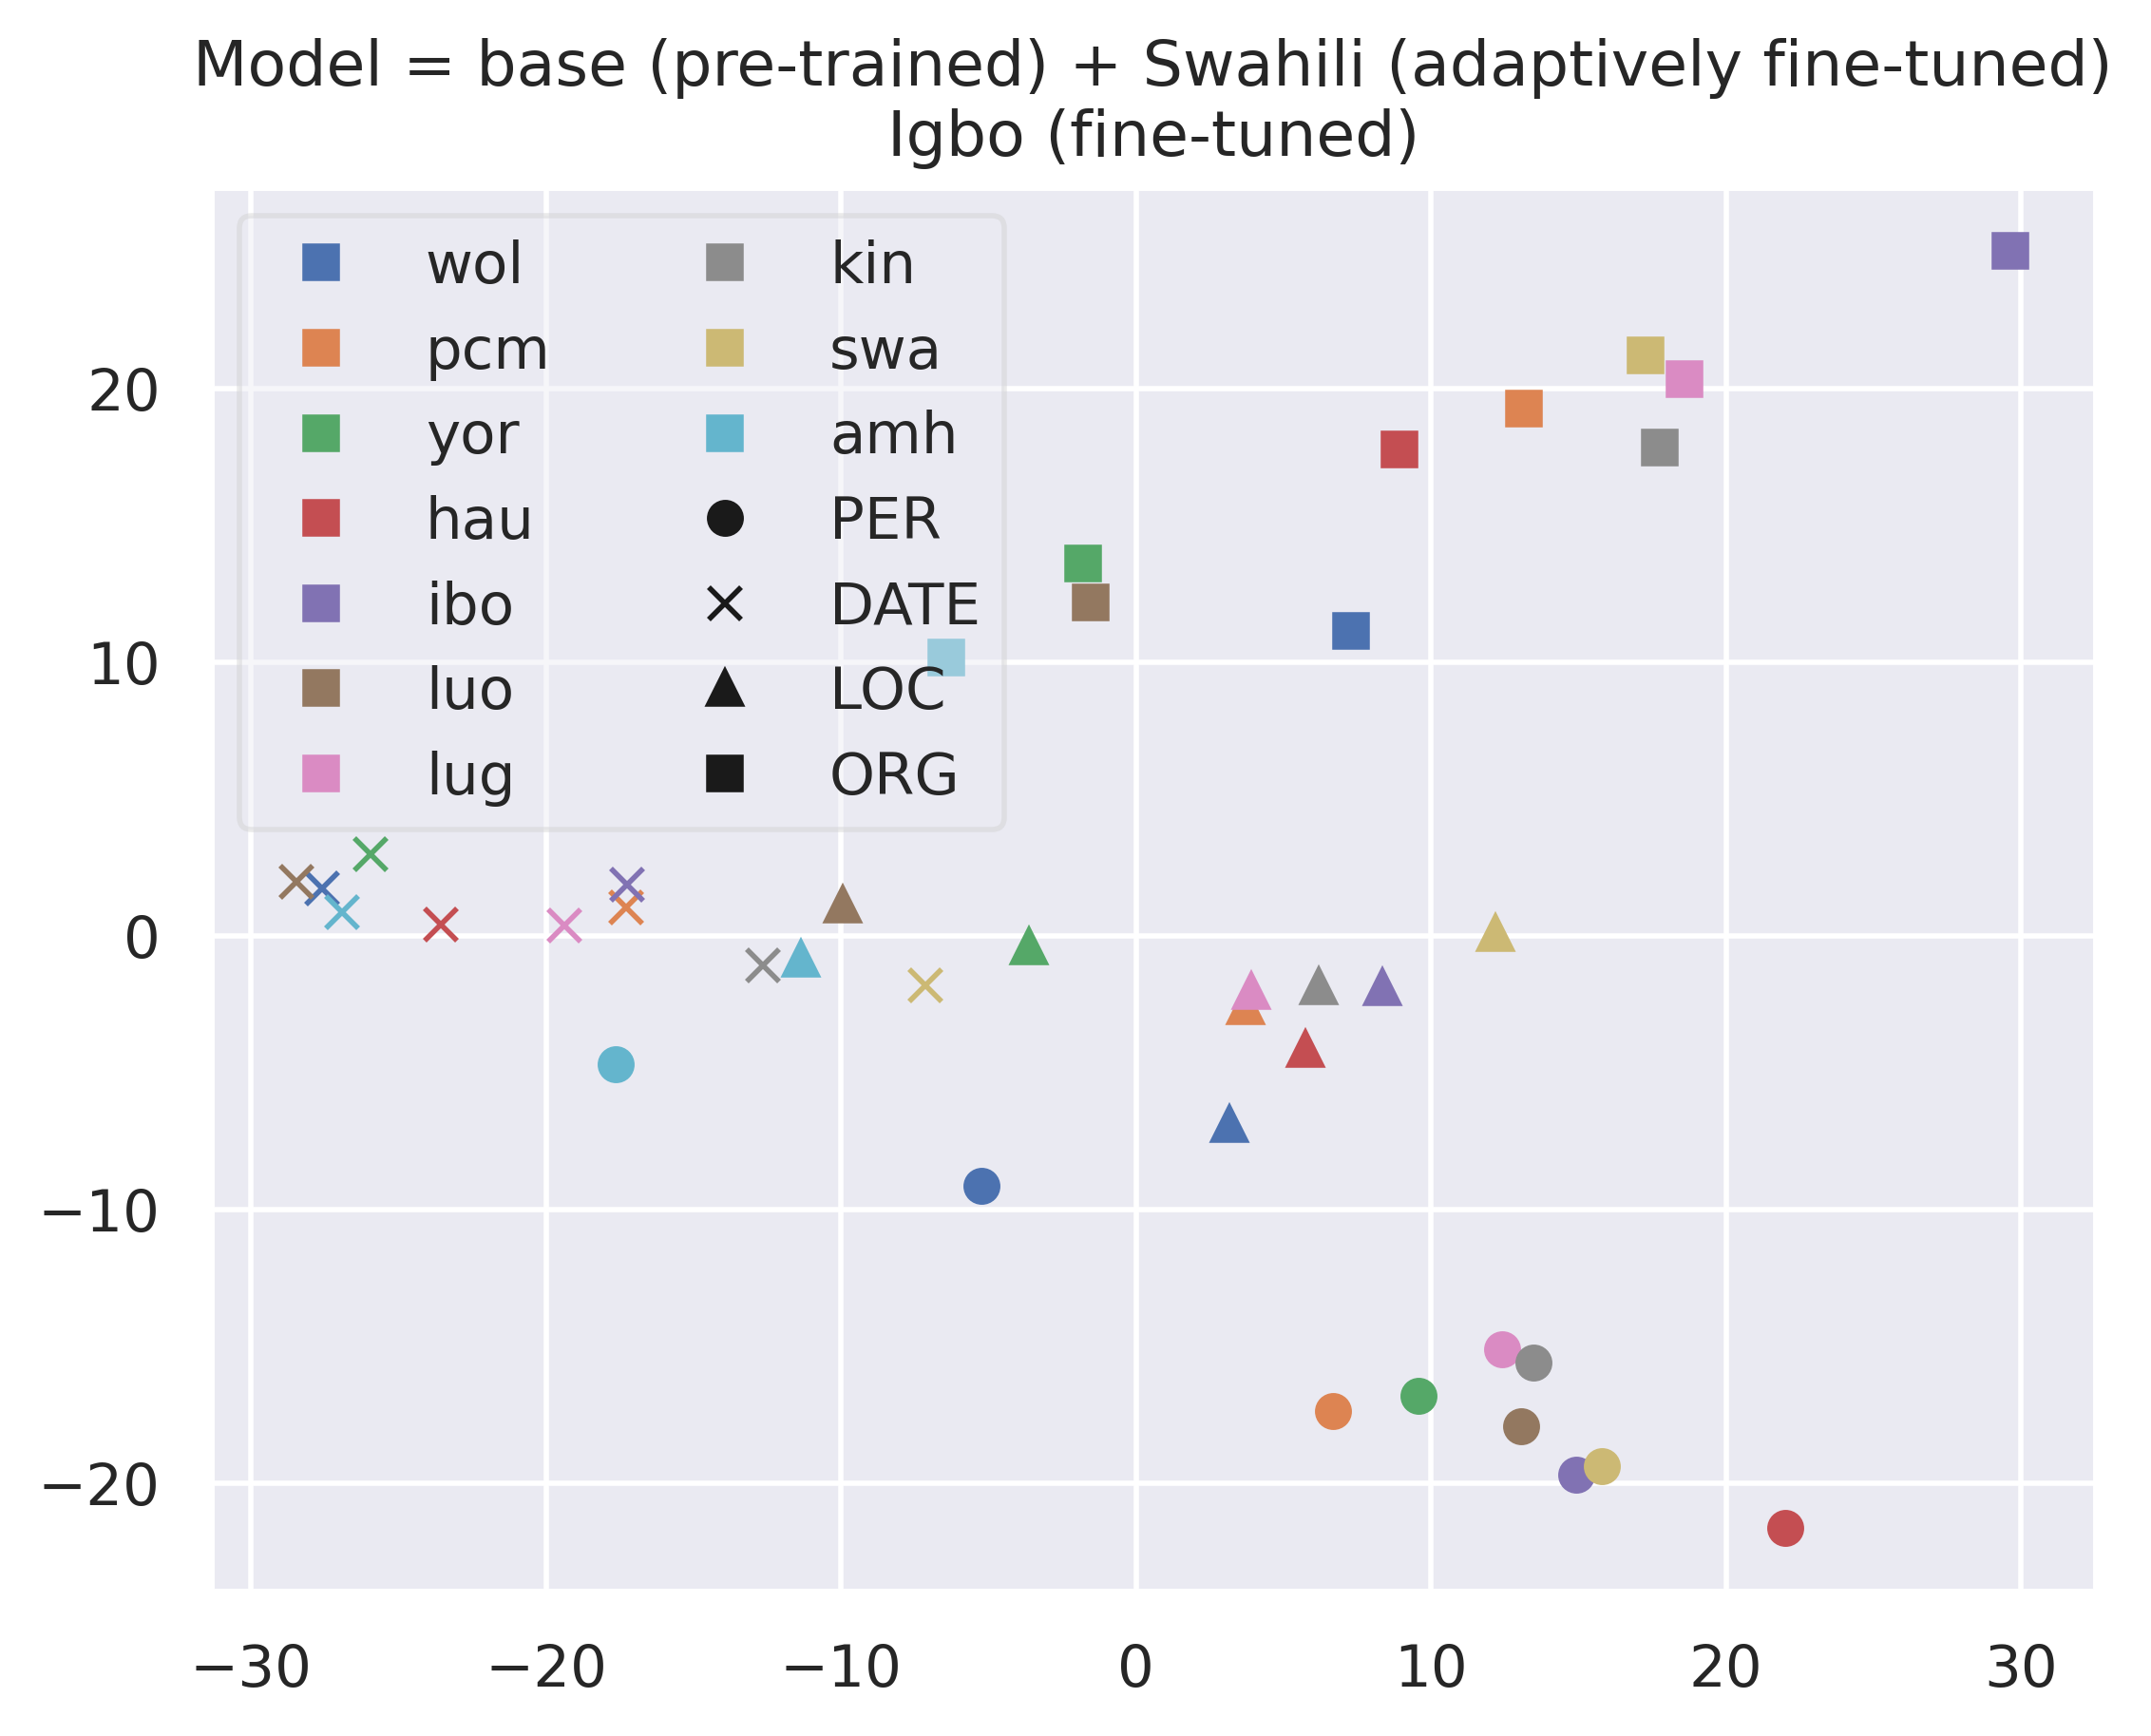 Model = base (pre-trained) + Swahili (adaptively fine-tuned)
Igbo (fine-tuned)
wol
pcm
yor
hau
ibo
luo
lug
kin
swa
amh
PER
DATE
LOC
ORG
20
10
0
−10
−20
−30 −20 −10 0 10 20 30